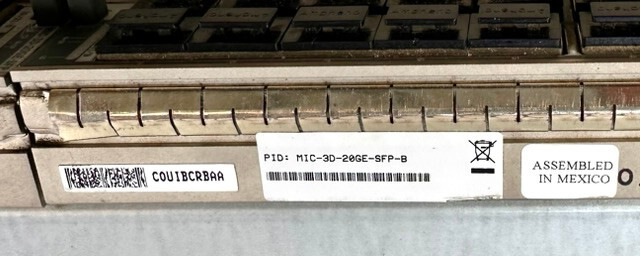 COUIBCRBAA
PID: MIC-3D-20GE-SFP-B
ASSEMBLED
IN MEXICO